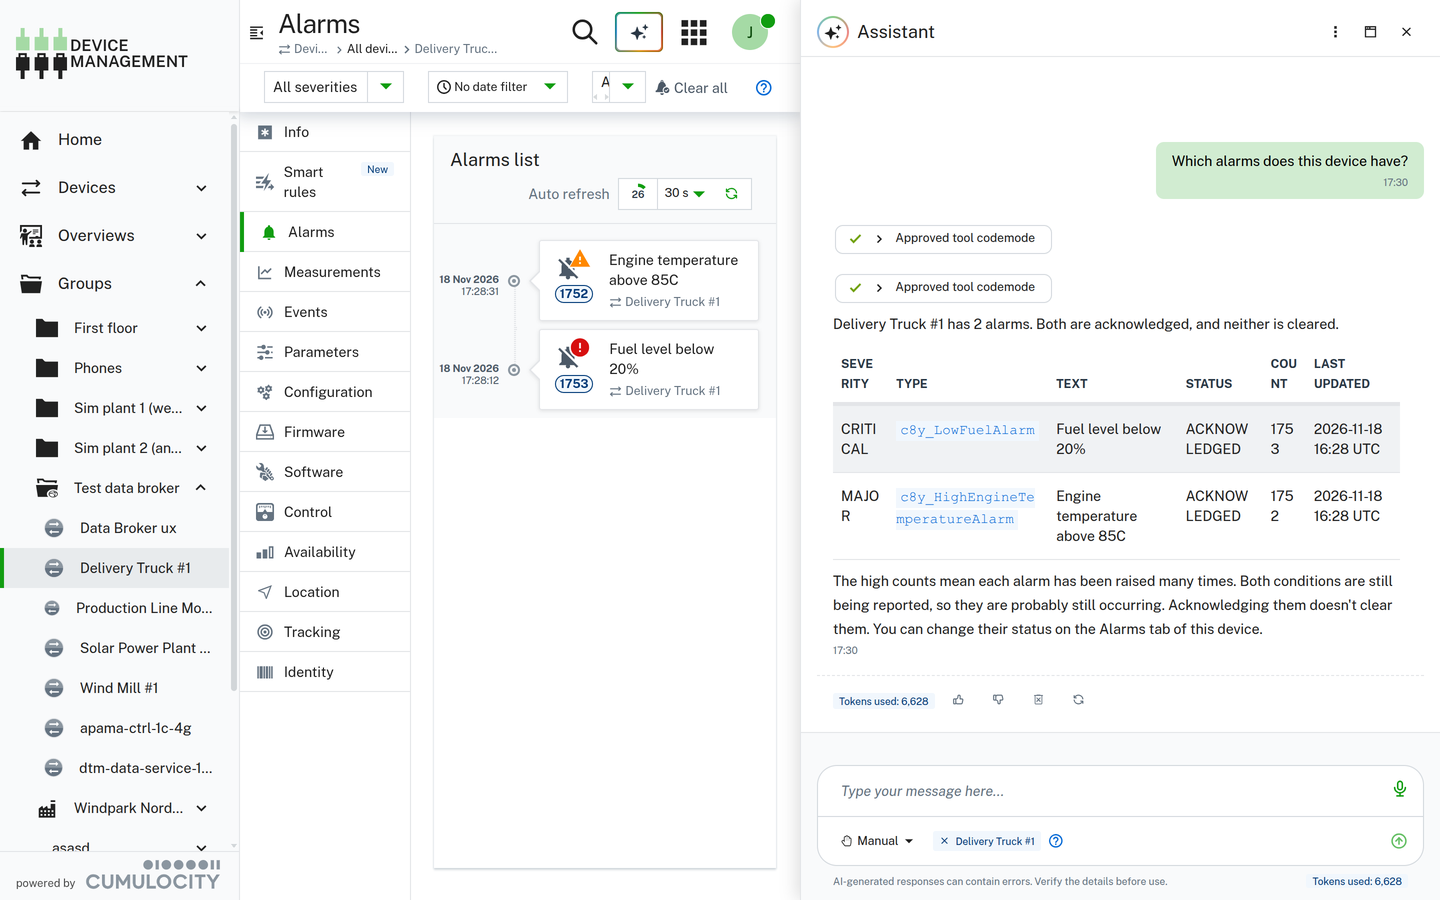 DEVICE
MANAGEMENT
Home
Devices
Overviews
Groups
First floor
Phones
Sim plant 1 (we...
Sim plant 2 (an...
Test data broker
Data Broker ux
Delivery Truck #1
Production Line Mo...
Solar Power Plant ...
Wind Mill #1
apama-ctrl-1c-4g
dtm-data-service-1...
Windpark Nord...
asasd
powered by CUMULOCITY
Alarms
Devi... > All devi... > Delivery Truc...
J
All severities
No date filter
A
Clear all
Info
Smart
rules
New
Alarms
Measurements
Events
Parameters
Configuration
Firmware
Software
Control
Availability
Location
Tracking
Identity
Alarms list
Auto refresh 26 30 s
18 Nov 2026
17:28:31
1752
Engine temperature
above 85C
Delivery Truck #1
18 Nov 2026
17:28:12
1753
Fuel level below
20%
Delivery Truck #1
Assistant
Which alarms does this device have?
17:30
Approved tool codemode
Approved tool codemode
Delivery Truck #1 has 2 alarms. Both are acknowledged, and neither is cleared.
SEVE
RITY
TYPE
TEXT
STATUS
COU
NT
LAST
UPDATED
CRITI
CAL
c8y_LowFuelAlarm
Fuel level below
20%
ACKNOW
LEDGED
175
3
2026-11-18
16:28 UTC
MAJO
R
c8y_HighEngineTe
mperatureAlarm
Engine
temperature
above 85C
ACKNOW
LEDGED
175
2
2026-11-18
16:28 UTC
The high counts mean each alarm has been raised many times. Both conditions are still
being reported, so they are probably still occurring. Acknowledging them doesn't clear
them. You can change their status on the Alarms tab of this device.
17:30
Tokens used: 6,628
Type your message here...
Manual
Delivery Truck #1
AI-generated responses can contain errors. Verify the details before use.
Tokens used: 6,628